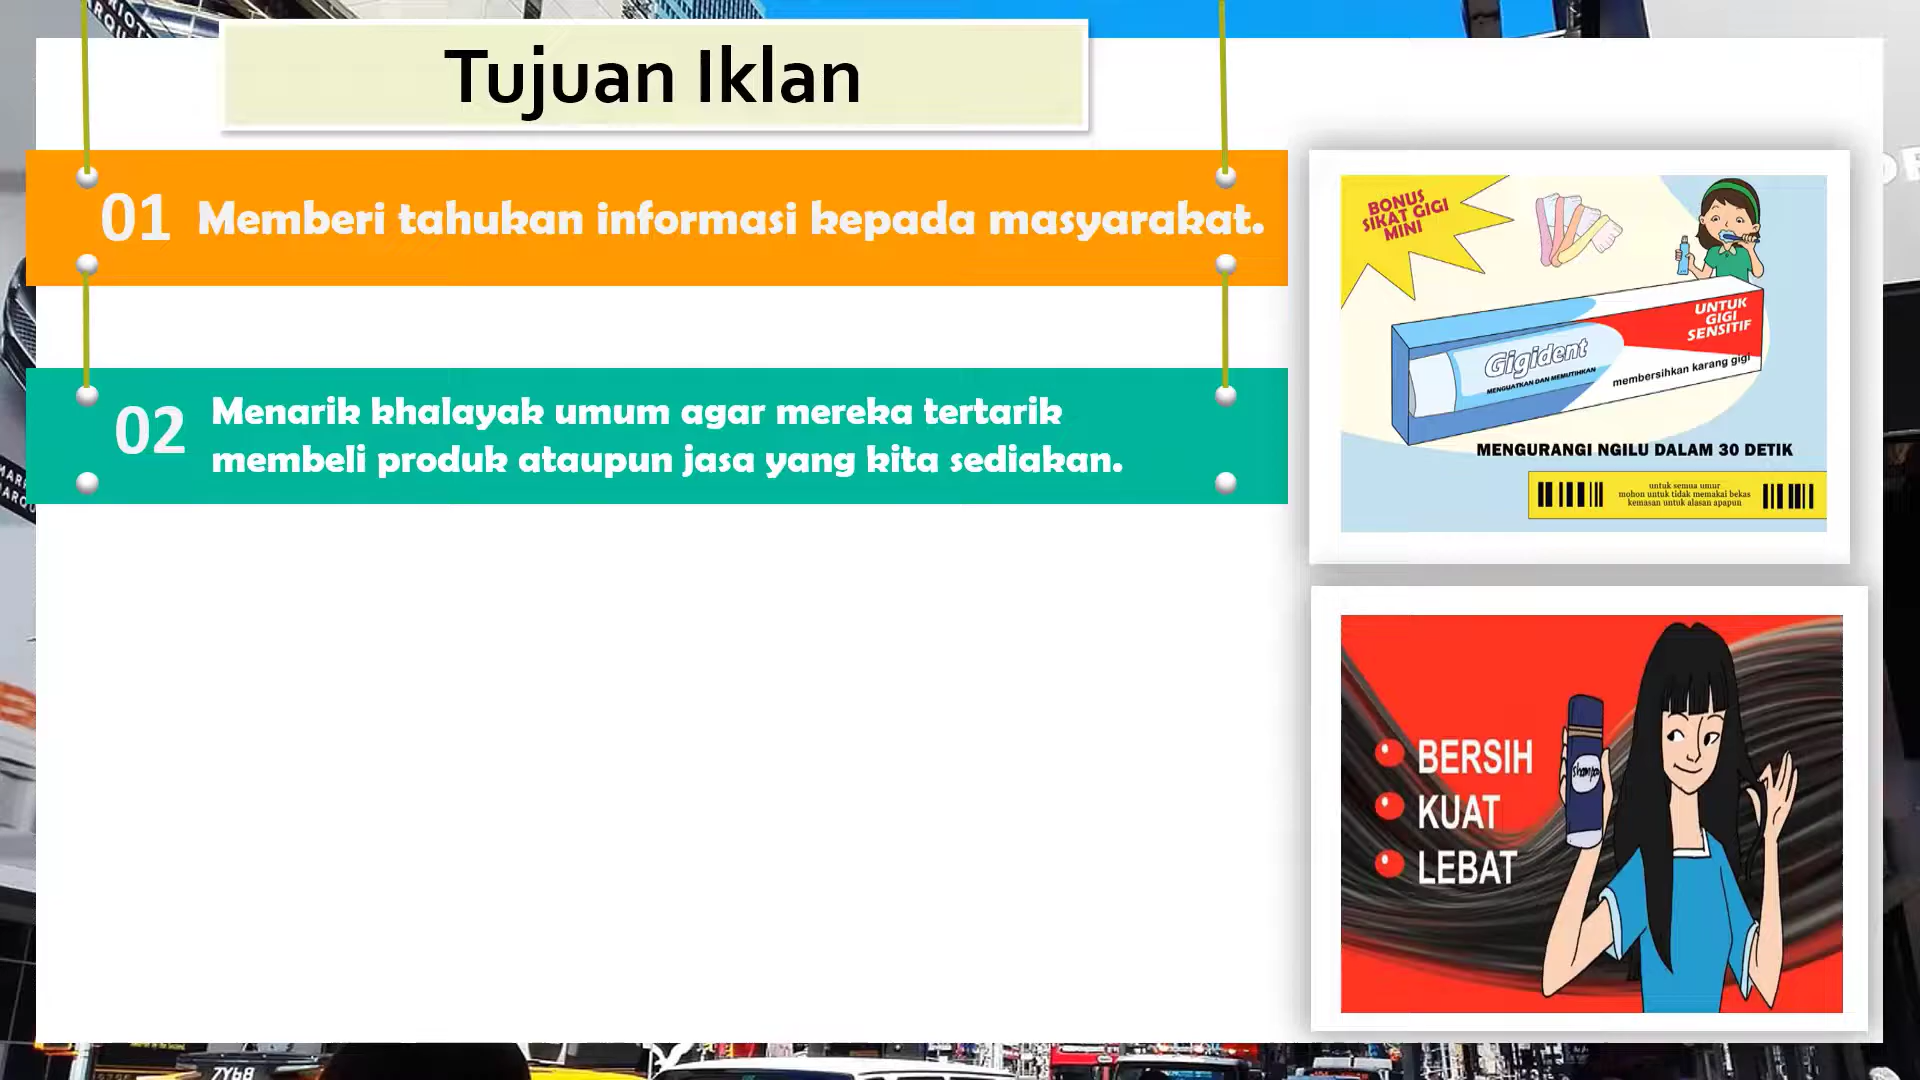 Tujuan Iklan
01 Memberi tahukan informasi kepada masyarakat.
02 Menarik khalayak umum agar mereka tertarik
membeli produk ataupun jasa yang kita sediakan.
BONUS
SIKAT GIGI
MINI
UNTUK
GIGI
SENSITIF
Gigident
MENGUATKAN DAN MEMUTIHKAN
membersihkan karang gigi
MENGURANGI NGILU DALAM 30 DETIK
untuk semua umur
mohon untuk tidak memakai bekas
kemasan untuk alasan apapun
BERSIH
KUAT
LEBAT
shampo